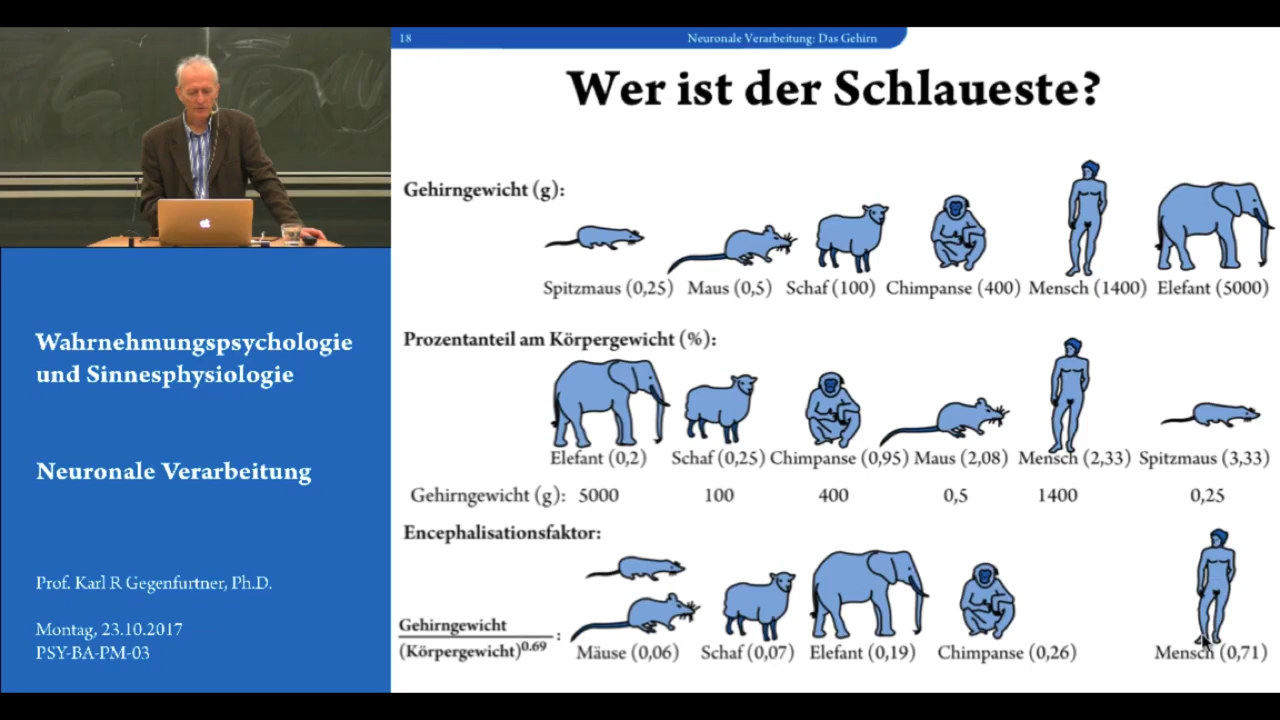 18
Neuronale Verarbeitung: Das Gehirn
Wer ist der Schlaueste?
Gehirngewicht (g):
Spitzmaus (0,25) Maus (0,5) Schaf (100) Chimpanse (400) Mensch (1400) Elefant (5000)
Prozentanteil am Körpergewicht (%):
Elefant (0,2) Schaf (0,25) Chimpanse (0,95) Maus (2,08) Mensch (2,33) Spitzmaus (3,33)
Gehirngewicht (g): 5000 100 400 0,5 1400 0,25
Encephalisationsfaktor:
Gehirngewicht
(Körpergewicht)0.69 :
Mäuse (0,06) Schaf (0,07) Elefant (0,19) Chimpanse (0,26) Mensch (0,71)
Wahrnehmungspsychologie
und Sinnesphysiologie
Neuronale Verarbeitung
Prof. Karl R Gegenfurtner, Ph.D.
Montag, 23.10.2017
PSY-BA-PM-03